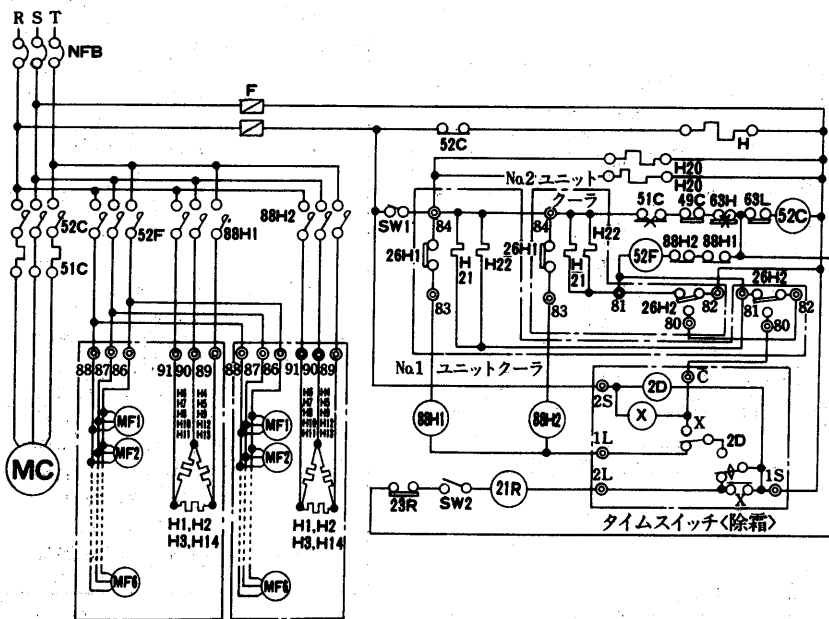 R S T
NFB
F
52C
H
H20
H20
No.2 ユニット
クーラ
51C 49C 63H 63L
52C
SW1
84
84
52C
51C
52F
88H1
88H2
26H1
H
21
H22
26H1
H
21
H22
52F
88H2 88H1
83
83
81
26H2
82
80
26H2
81
82
80
No.1 ユニットクーラ
88 87 86
91 90 89
88 87 86
91 90 89
MF1
MF2
MF6
MF1
MF2
MF6
H1, H2
H3, H14
H1, H2
H3, H14
MC
88H1
88H2
C
2S
2D
X
X
2D
1L
2L
X
1S
23R
SW2
21R
タイムスイッチ〈除霜〉